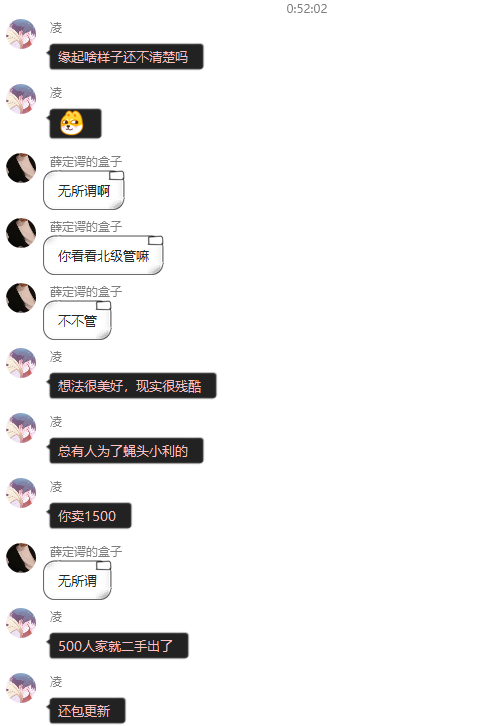 0:52:02
凌
缘起啥样子还不清楚吗
凌
薛定谔的盒子
无所谓啊
薛定谔的盒子
你看看北级管嘛
薛定谔的盒子
不不管
凌
想法很美好，现实很残酷
凌
总有人为了蝇头小利的
凌
你卖1500
薛定谔的盒子
无所谓
凌
500人家就二手出了
凌
还包更新